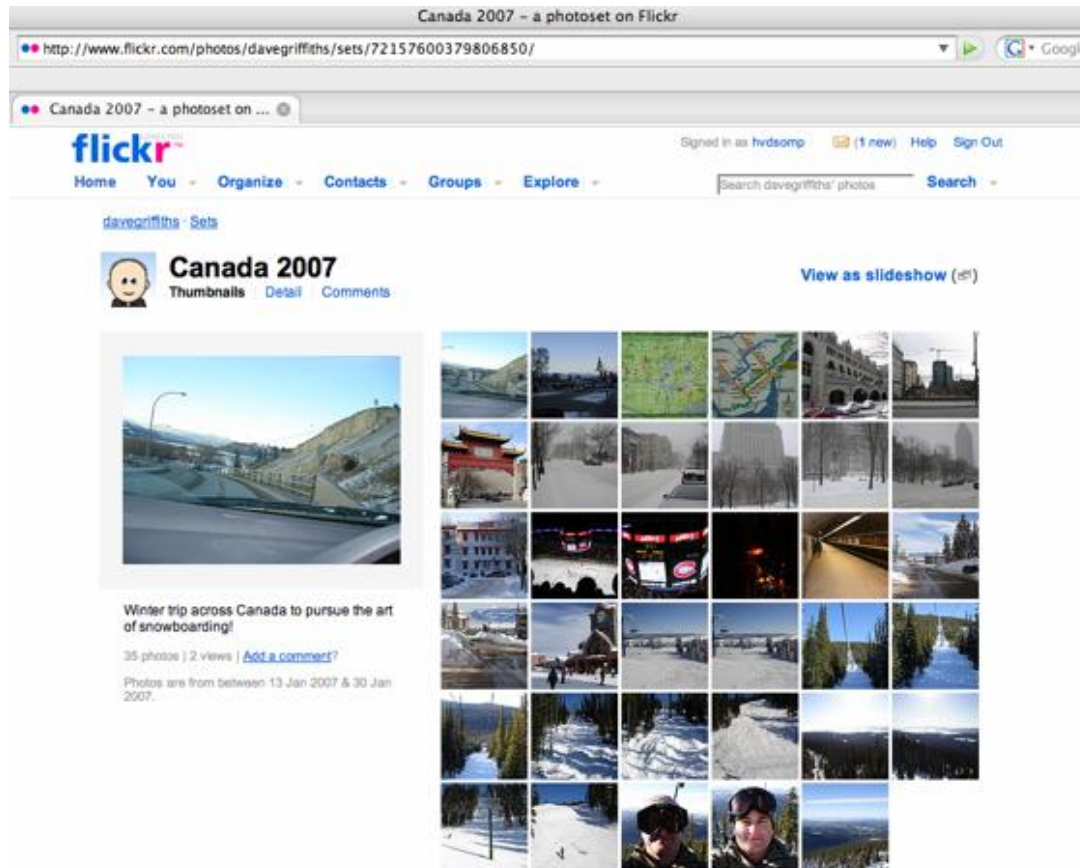 Canada 2007 – a photoset on Flickr
http://www.flickr.com/photos/davegriffiths/sets/72157600379806850/
G Googl
Canada 2007 – a photoset on ...
flickr
Signed in as hvdsomp (1 new) Help Sign Out
Home You Organize Contacts Groups Explore Search davegriffiths' photos Search
davegriffiths · Sets
Canada 2007
Thumbnails Detail Comments
View as slideshow
Winter trip across Canada to pursue the art
of snowboarding!
35 photos | 2 views | Add a comment?
Photos are from between 13 Jan 2007 & 30 Jan
2007.